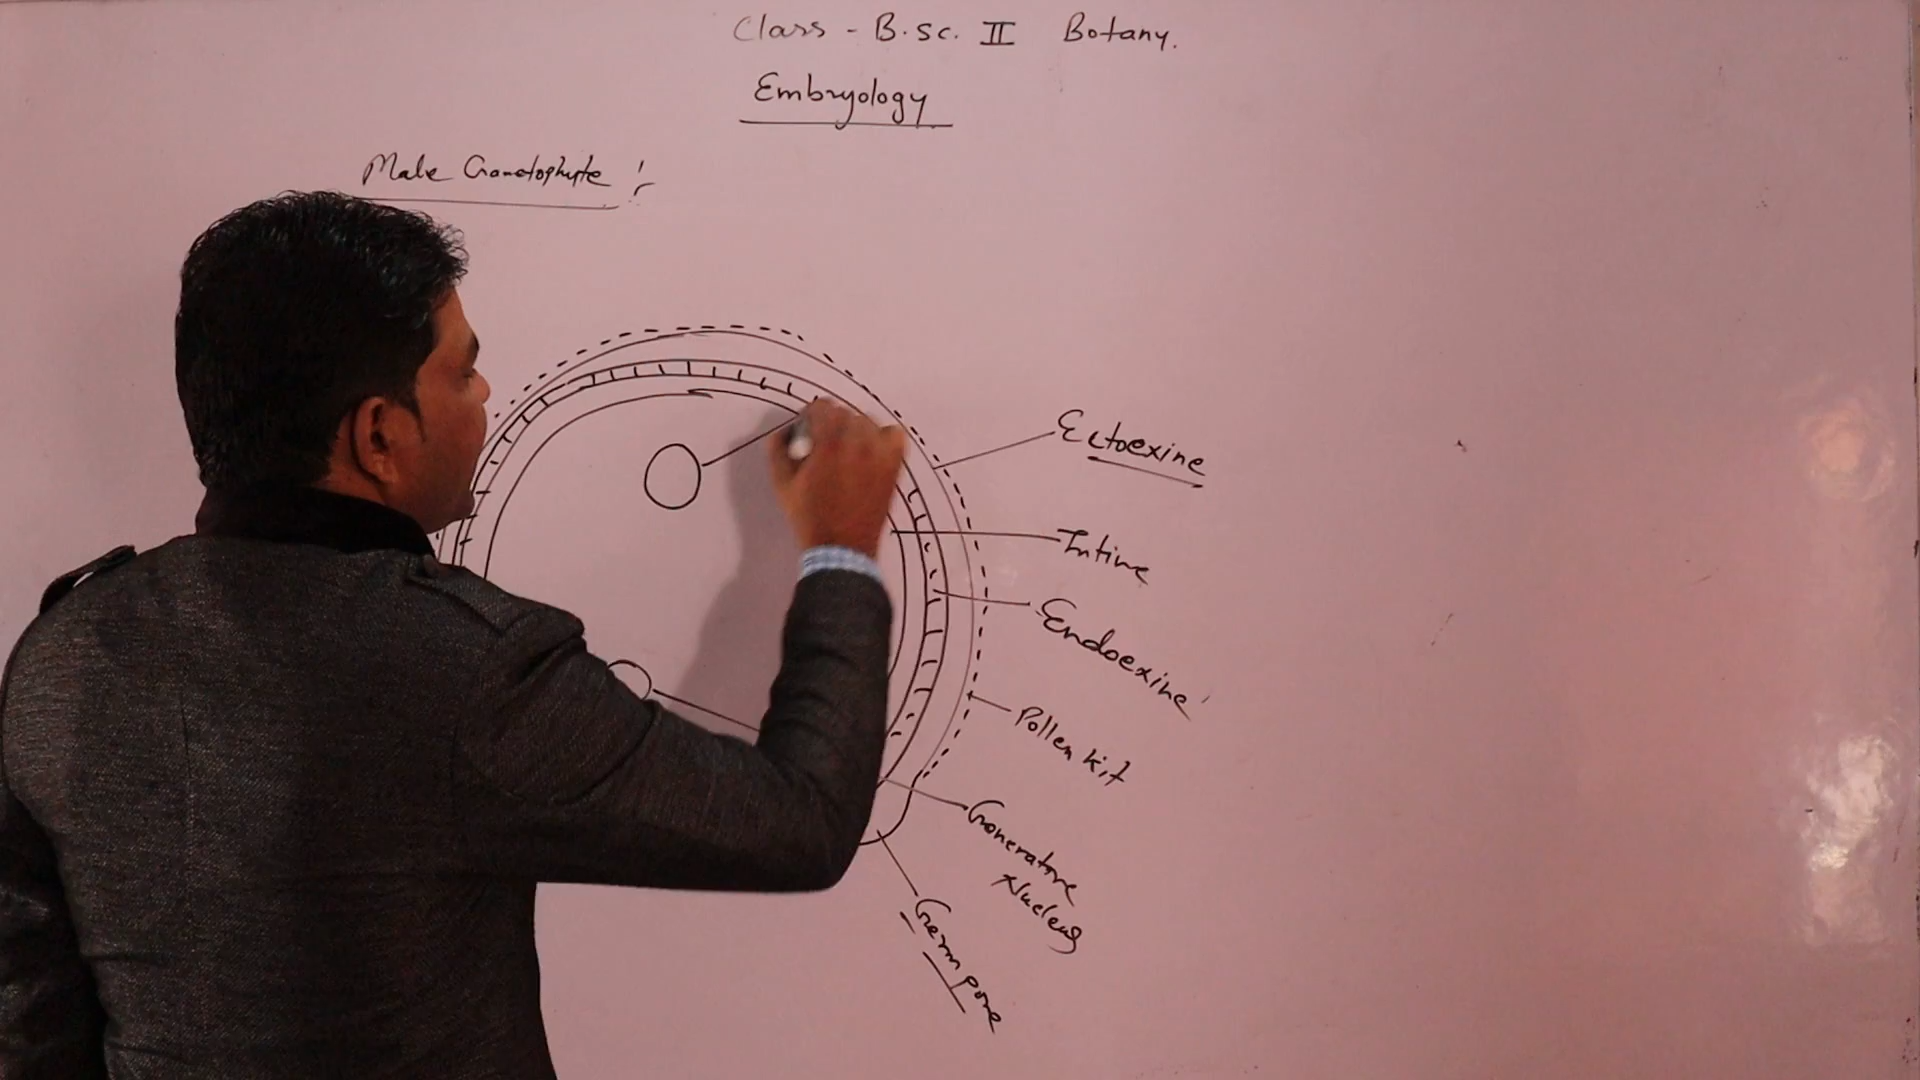 Class - B.Sc. II Botany.
Embryology
Male Gametophyte :-
Ectoexine
Intine
Endoexine
Pollen kit
Generative
Nucleus
Germ pore